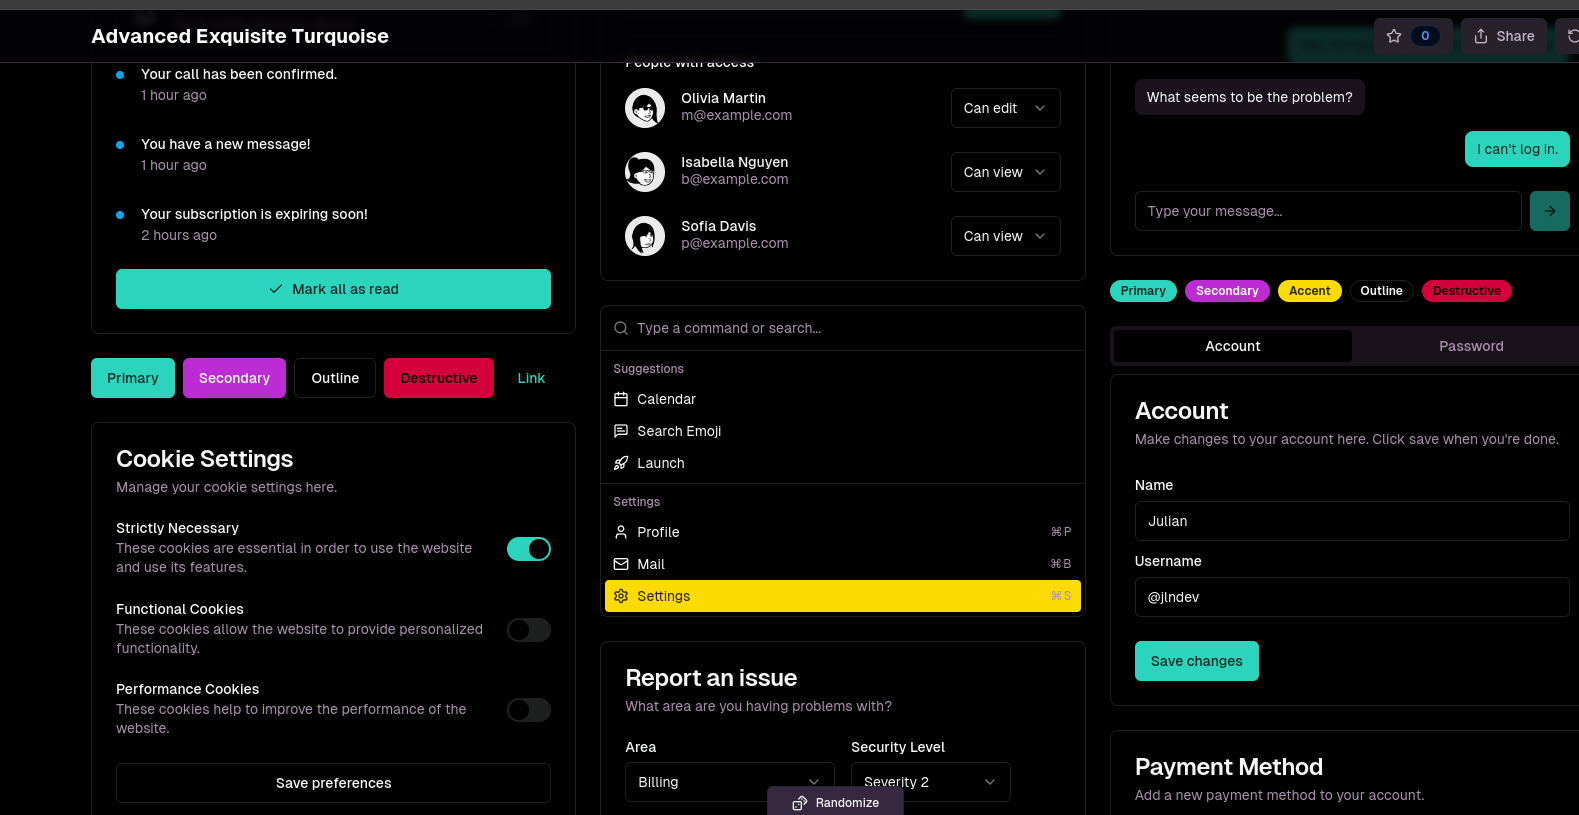 Advanced Exquisite Turquoise
0
Share
Your call has been confirmed.
1 hour ago
You have a new message!
1 hour ago
Your subscription is expiring soon!
2 hours ago
Mark all as read
Primary
Secondary
Outline
Destructive
Link
Cookie Settings
Manage your cookie settings here.
Strictly Necessary
These cookies are essential in order to use the website
and use its features.
Functional Cookies
These cookies allow the website to provide personalized
functionality.
Performance Cookies
These cookies help to improve the performance of the
website.
Save preferences
People with access
Olivia Martin
m@example.com
Can edit
Isabella Nguyen
b@example.com
Can view
Sofia Davis
p@example.com
Can view
Type a command or search...
Suggestions
Calendar
Search Emoji
Launch
Settings
Profile ⌘P
Mail ⌘B
Settings ⌘S
Report an issue
What area are you having problems with?
Area
Billing
Security Level
Severity 2
Randomize
What seems to be the problem?
I can't log in.
Type your message...
Primary
Secondary
Accent
Outline
Destructive
Account
Password
Account
Make changes to your account here. Click save when you're done.
Name
Julian
Username
@jlndev
Save changes
Payment Method
Add a new payment method to your account.